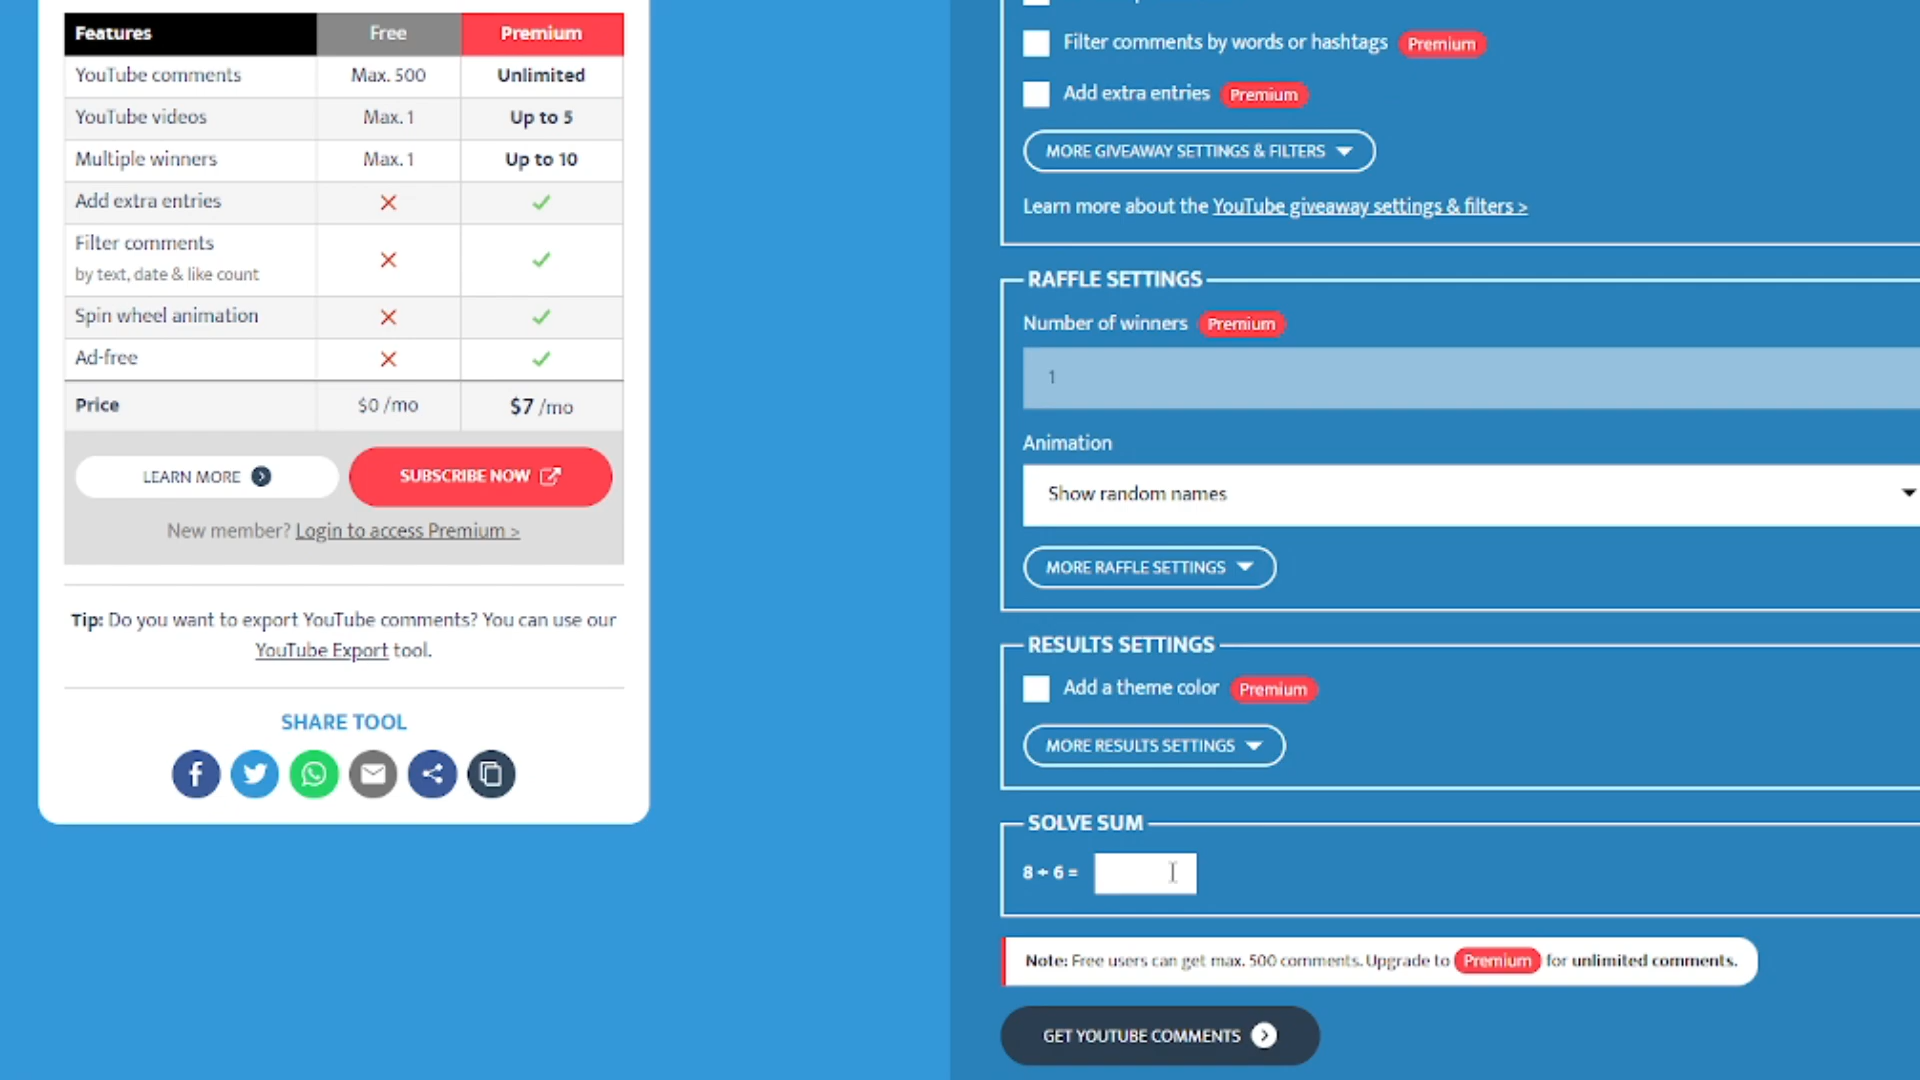 Features Free Premium
YouTube comments Max. 500 Unlimited
YouTube videos Max. 1 Up to 5
Multiple winners Max. 1 Up to 10
Add extra entries
Filter comments
by text, date & like count
Spin wheel animation
Ad-free
Price $0 /mo $7 /mo
LEARN MORE SUBSCRIBE NOW
New member? Login to access Premium >
Tip: Do you want to export YouTube comments? You can use our
YouTube Export tool.
SHARE TOOL
Filter comments by words or hashtags Premium
Add extra entries Premium
MORE GIVEAWAY SETTINGS & FILTERS
Learn more about the YouTube giveaway settings & filters >
RAFFLE SETTINGS
Number of winners Premium
1
Animation
Show random names
MORE RAFFLE SETTINGS
RESULTS SETTINGS
Add a theme color Premium
MORE RESULTS SETTINGS
SOLVE SUM
8 + 6 =
Note: Free users can get max. 500 comments. Upgrade to Premium for unlimited comments.
GET YOUTUBE COMMENTS